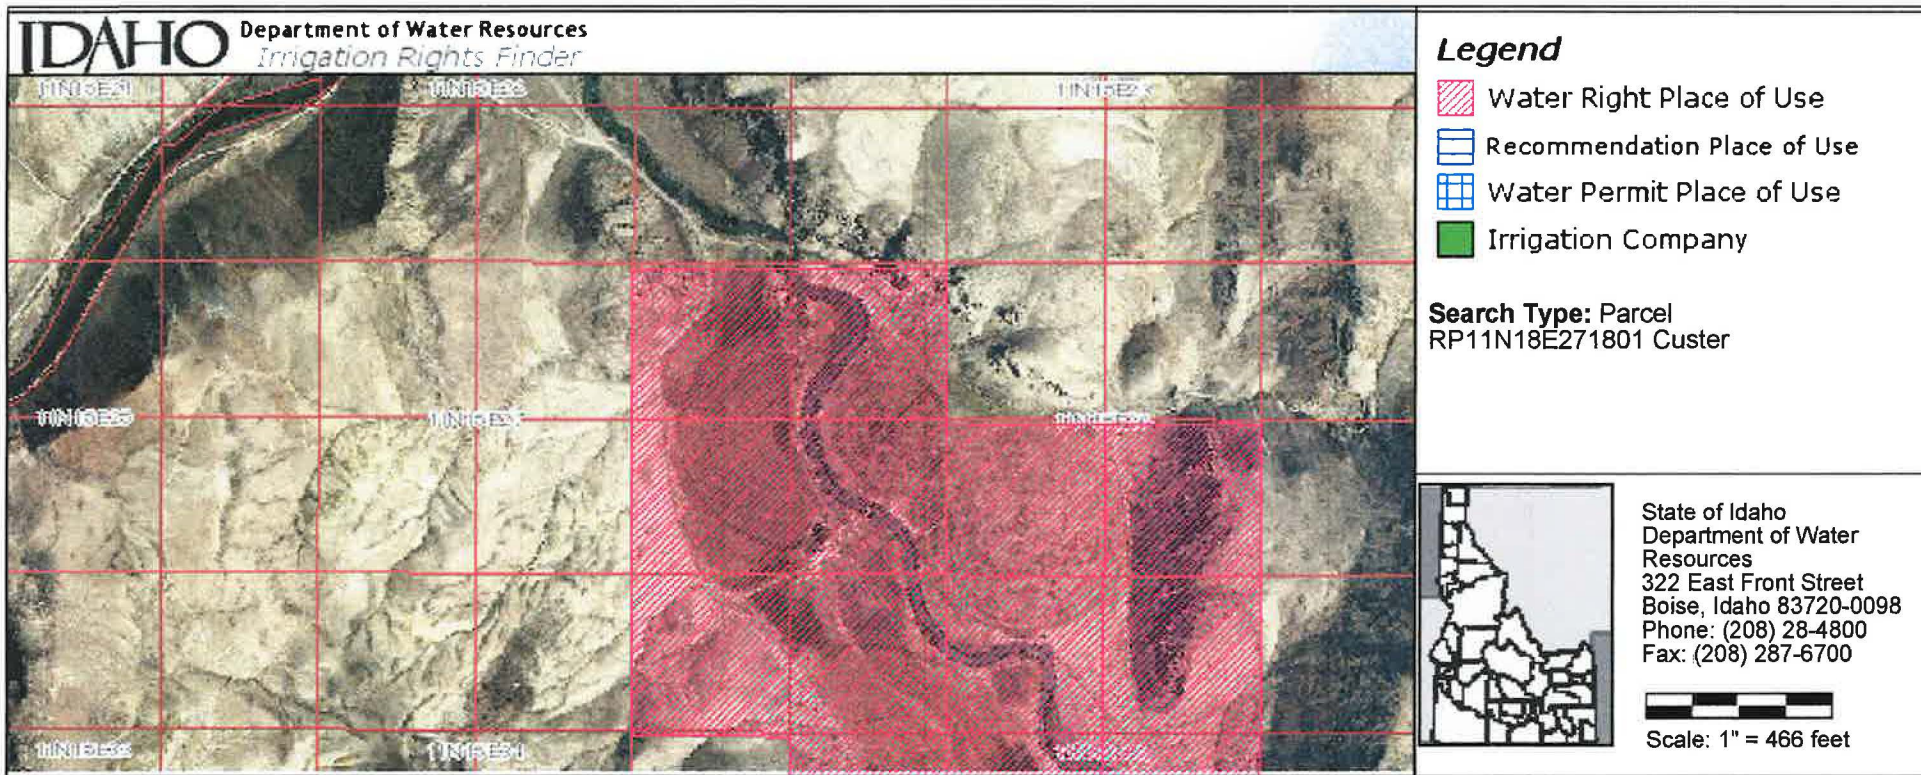 IDAHO Department of Water Resources
Irrigation Rights Finder
Legend
Water Right Place of Use
Recommendation Place of Use
Water Permit Place of Use
Irrigation Company
Search Type: Parcel
RP11N18E271801 Custer
State of Idaho
Department of Water
Resources
322 East Front Street
Boise, Idaho 83720-0098
Phone: (208) 28-4800
Fax: (208) 287-6700
Scale: 1" = 466 feet